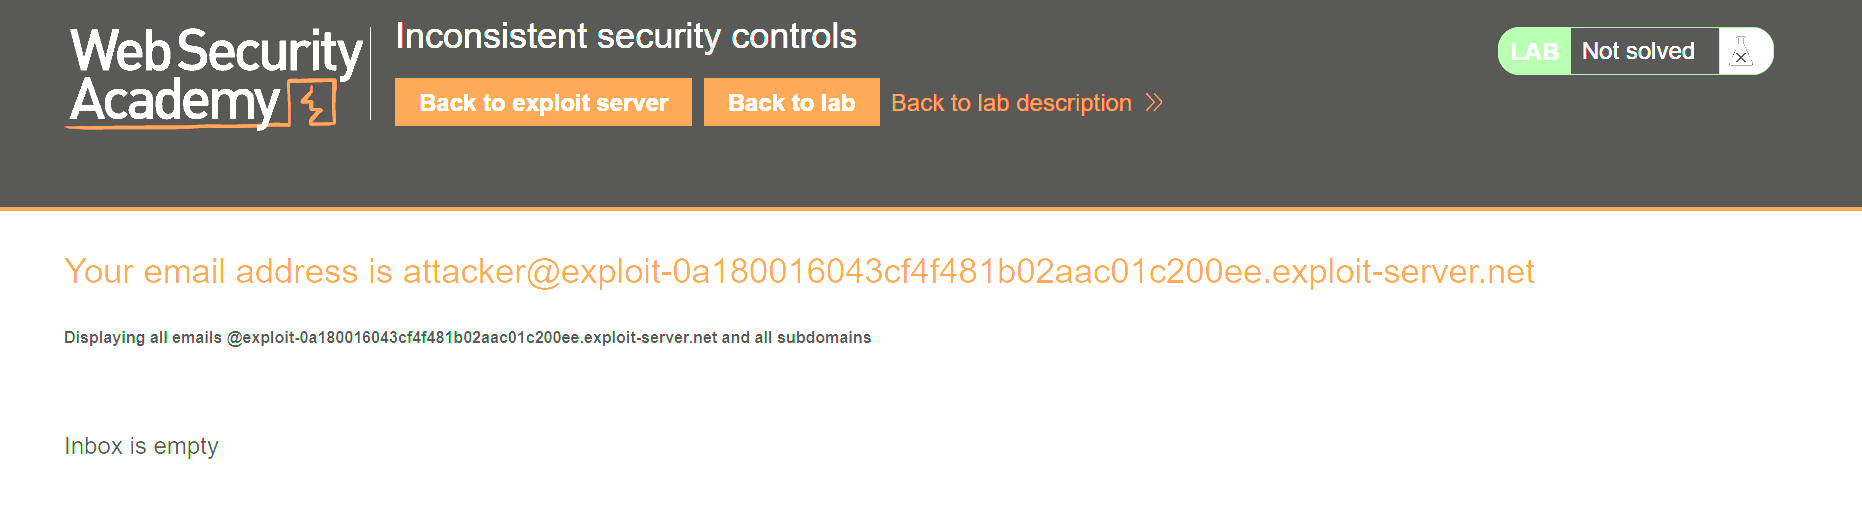 Web Security
Academy
Inconsistent security controls
Back to exploit server
Back to lab
Back to lab description
LAB
Not solved
Your email address is attacker@exploit-0a180016043cf4f481b02aac01c200ee.exploit-server.net
Displaying all emails @exploit-0a180016043cf4f481b02aac01c200ee.exploit-server.net and all subdomains
Inbox is empty